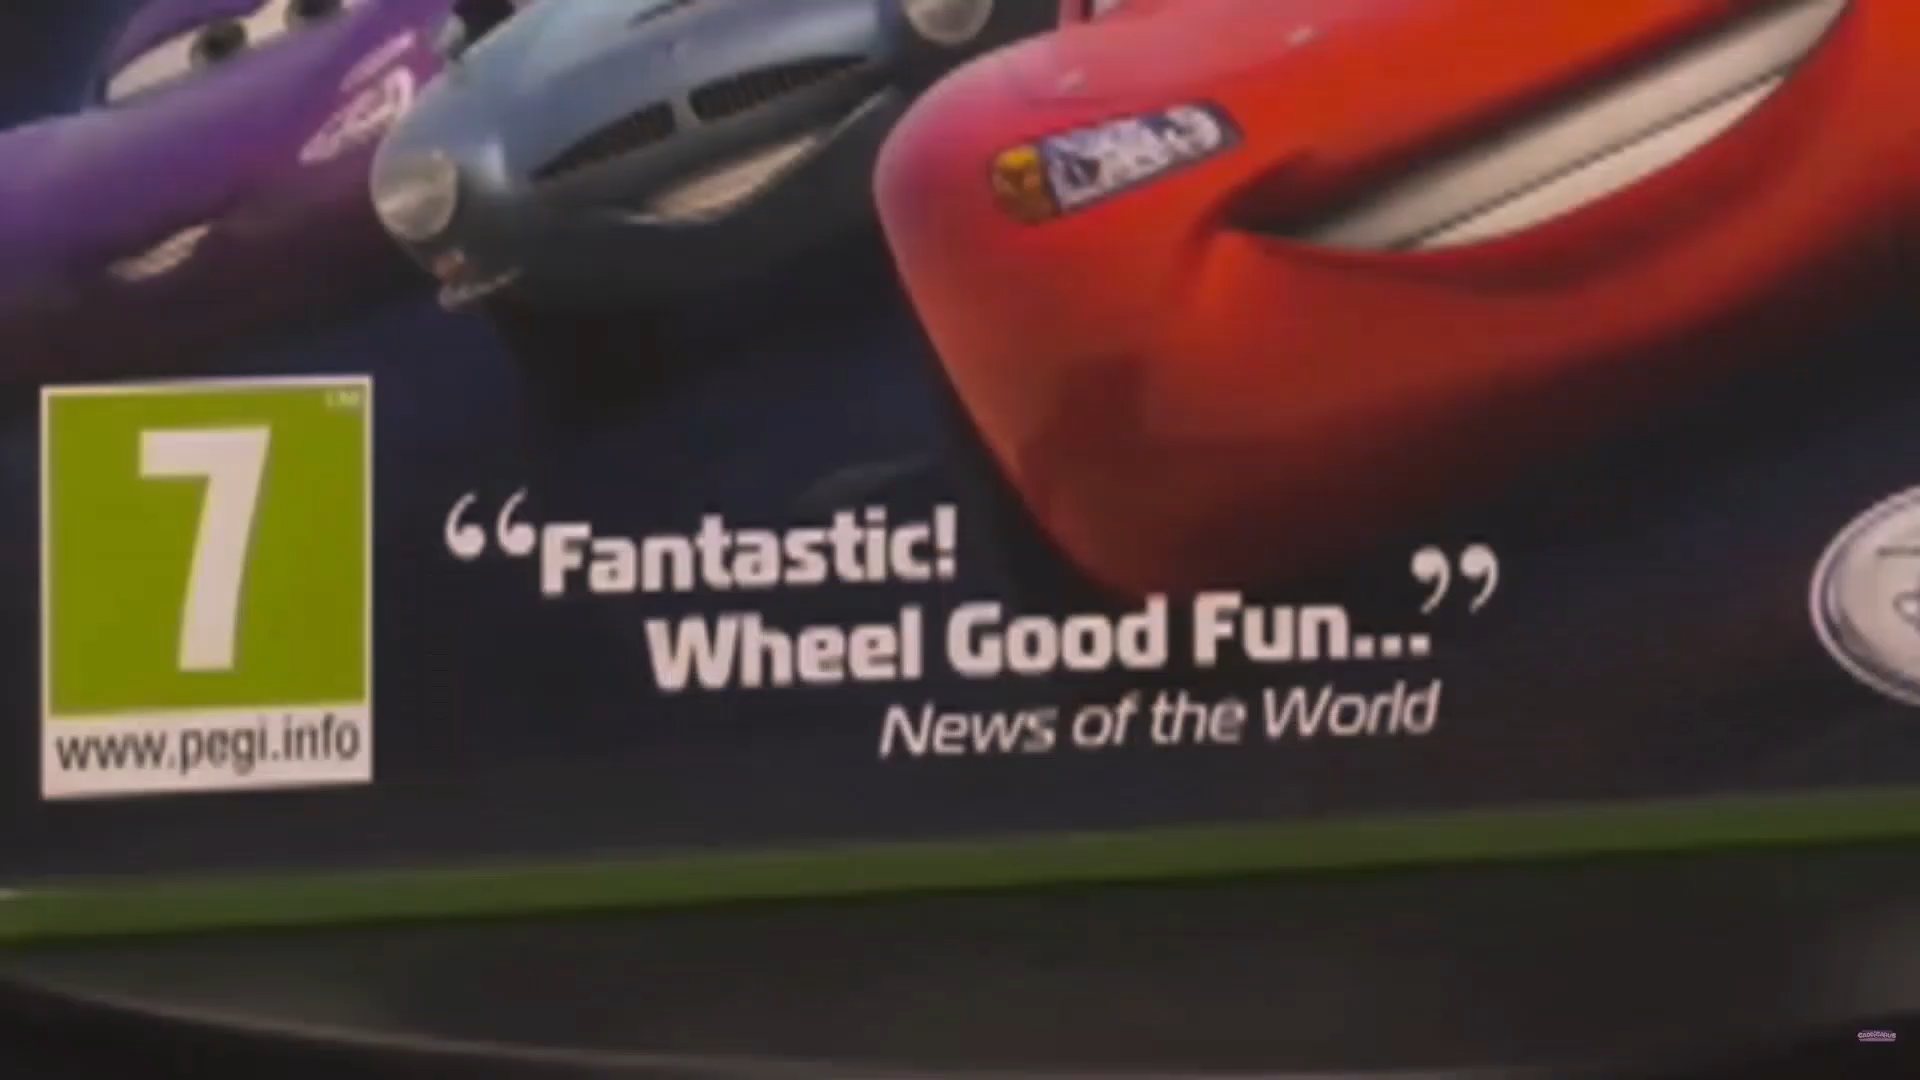 7
www.pegi.info
“Fantastic!
Wheel Good Fun...”
News of the World